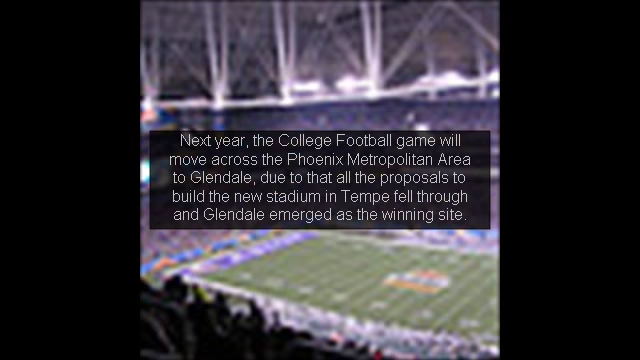 Next year, the College Football game will
move across the Phoenix Metropolitan Area
to Glendale, due to that all the proposals to
build the new stadium in Tempe fell through
and Glendale emerged as the winning site.